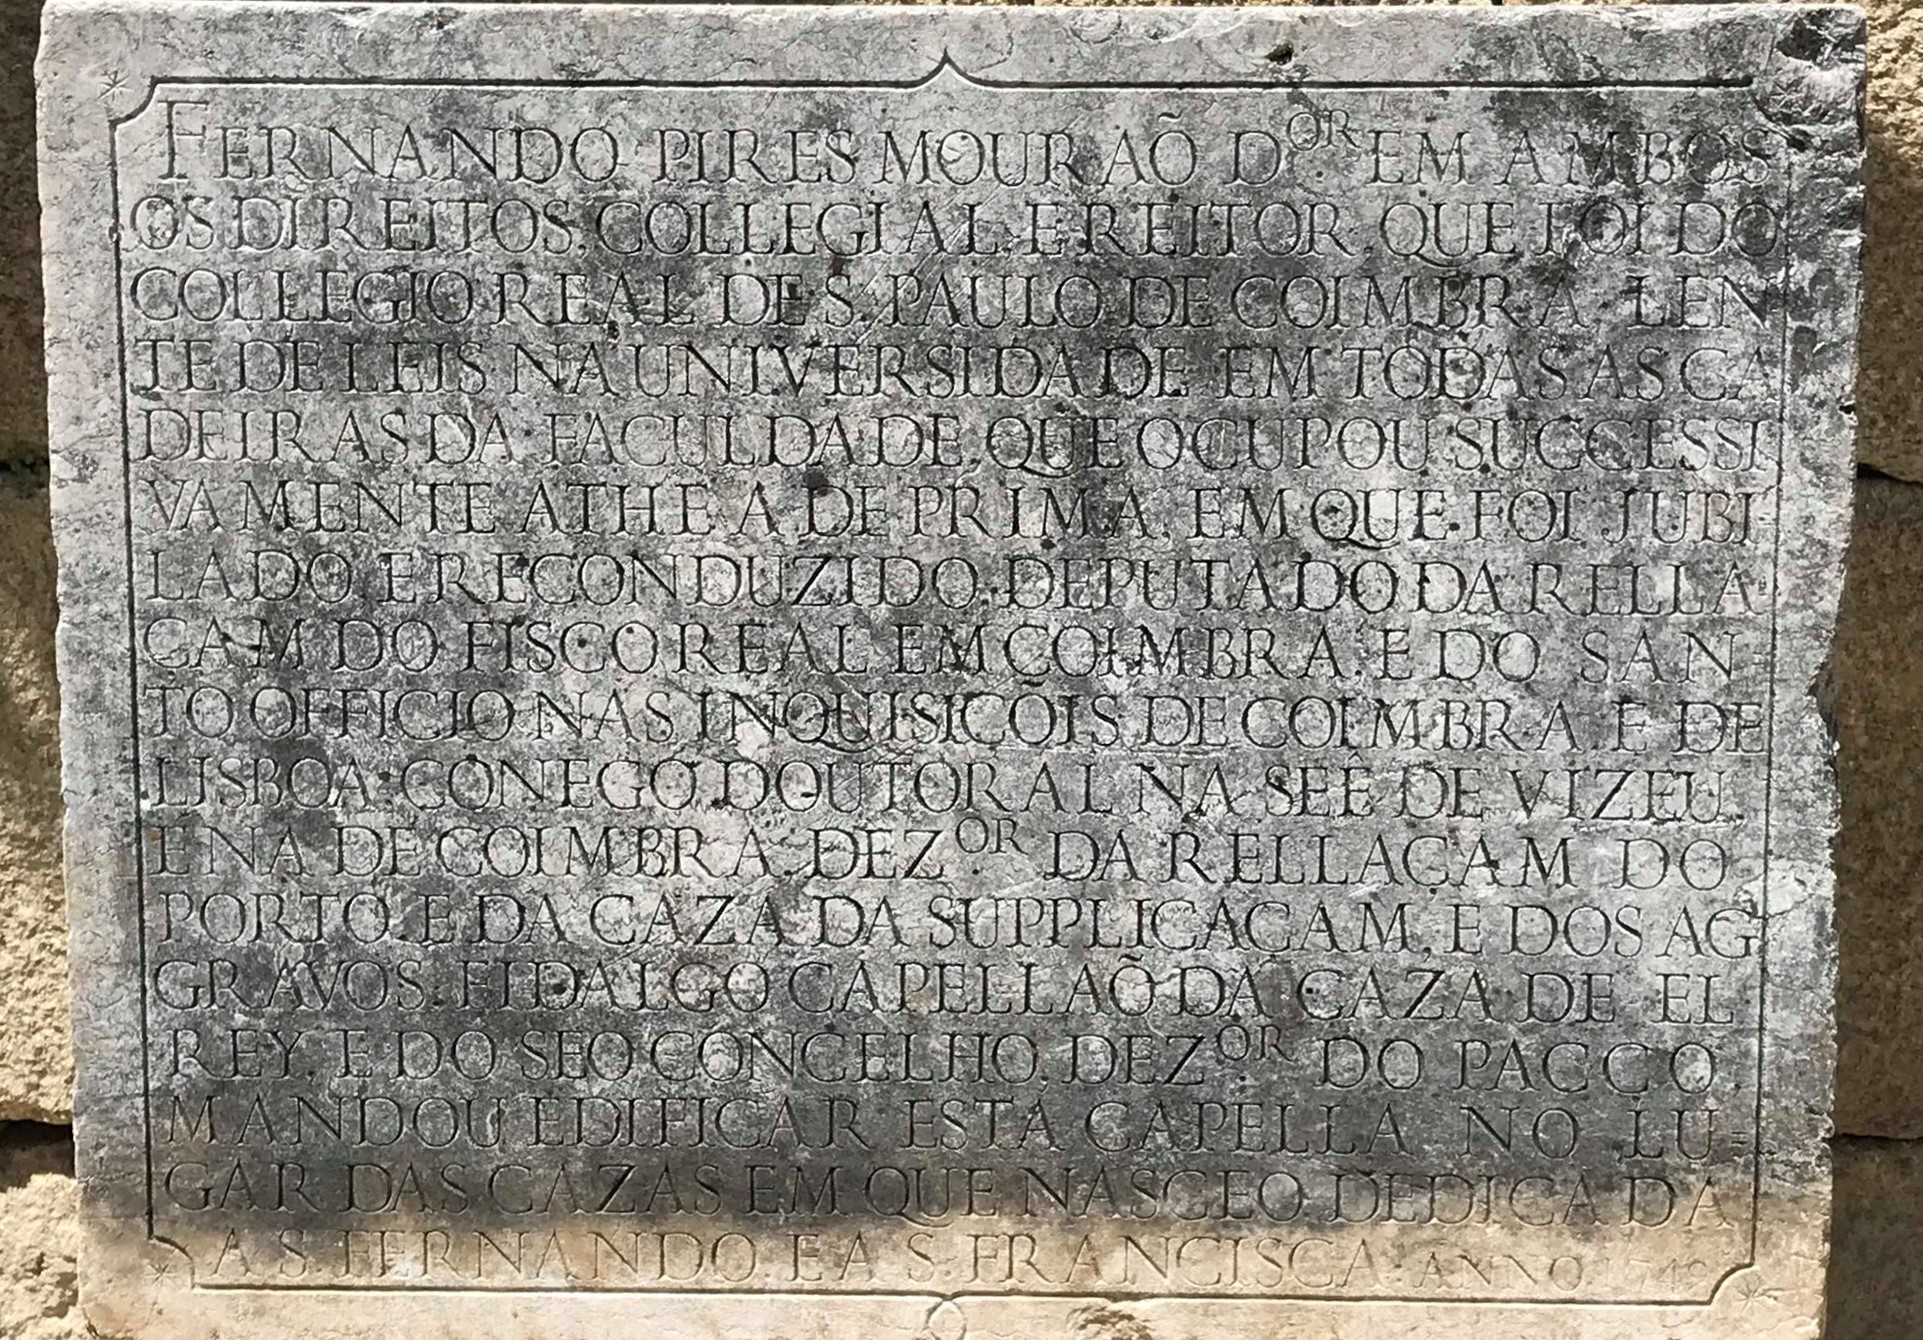 FERNANDO PIRES MOURAÕ D.OR EM AMBOS
OS DIREITOS, COLLEGIAL, E REITOR, QUE FOI DO
COLLEGIO REAL DE S. PAULO DE COIMBRA. LEN
TE DE LEIS NA UNIVERSIDADE EM TODAS AS CA
DEIRAS DA FACULDADE, QUE OCUPOU SUCCESSI
VAMENTE ATHE A DE PRIMA, EM QUE FOI JUBI-
LADO E RECONDUZIDO. DEPUTADO DA RELLA-
ÇAM DO FISCO REAL EM COIMBRA, E DO SAN=
TO OFFICIO NAS INQUISIÇÕIS DE COIMBRA, E DE
LISBOA. CONEGO DOUTORAL NA SEÊ DE VIZEU,
E NA DE COIMBRA. DEZ.OR DA RELLAÇAM DO
PORTO, E DA CAZA DA SUPPLICAÇAM, E DOS AG
GRAVOS. FIDALGO CAPELLAÕ DA CAZA DE EL
REY, E DO SEO CONCELHO, DEZ.OR DO PACCO.
MANDOU EDIFICAR ESTA CAPELLA NO LU=
GAR DAS CAZAS EM QUE NASCEO DEDICADA
A S. FERNANDO E A S. FRANCISCA. ANNO 1749